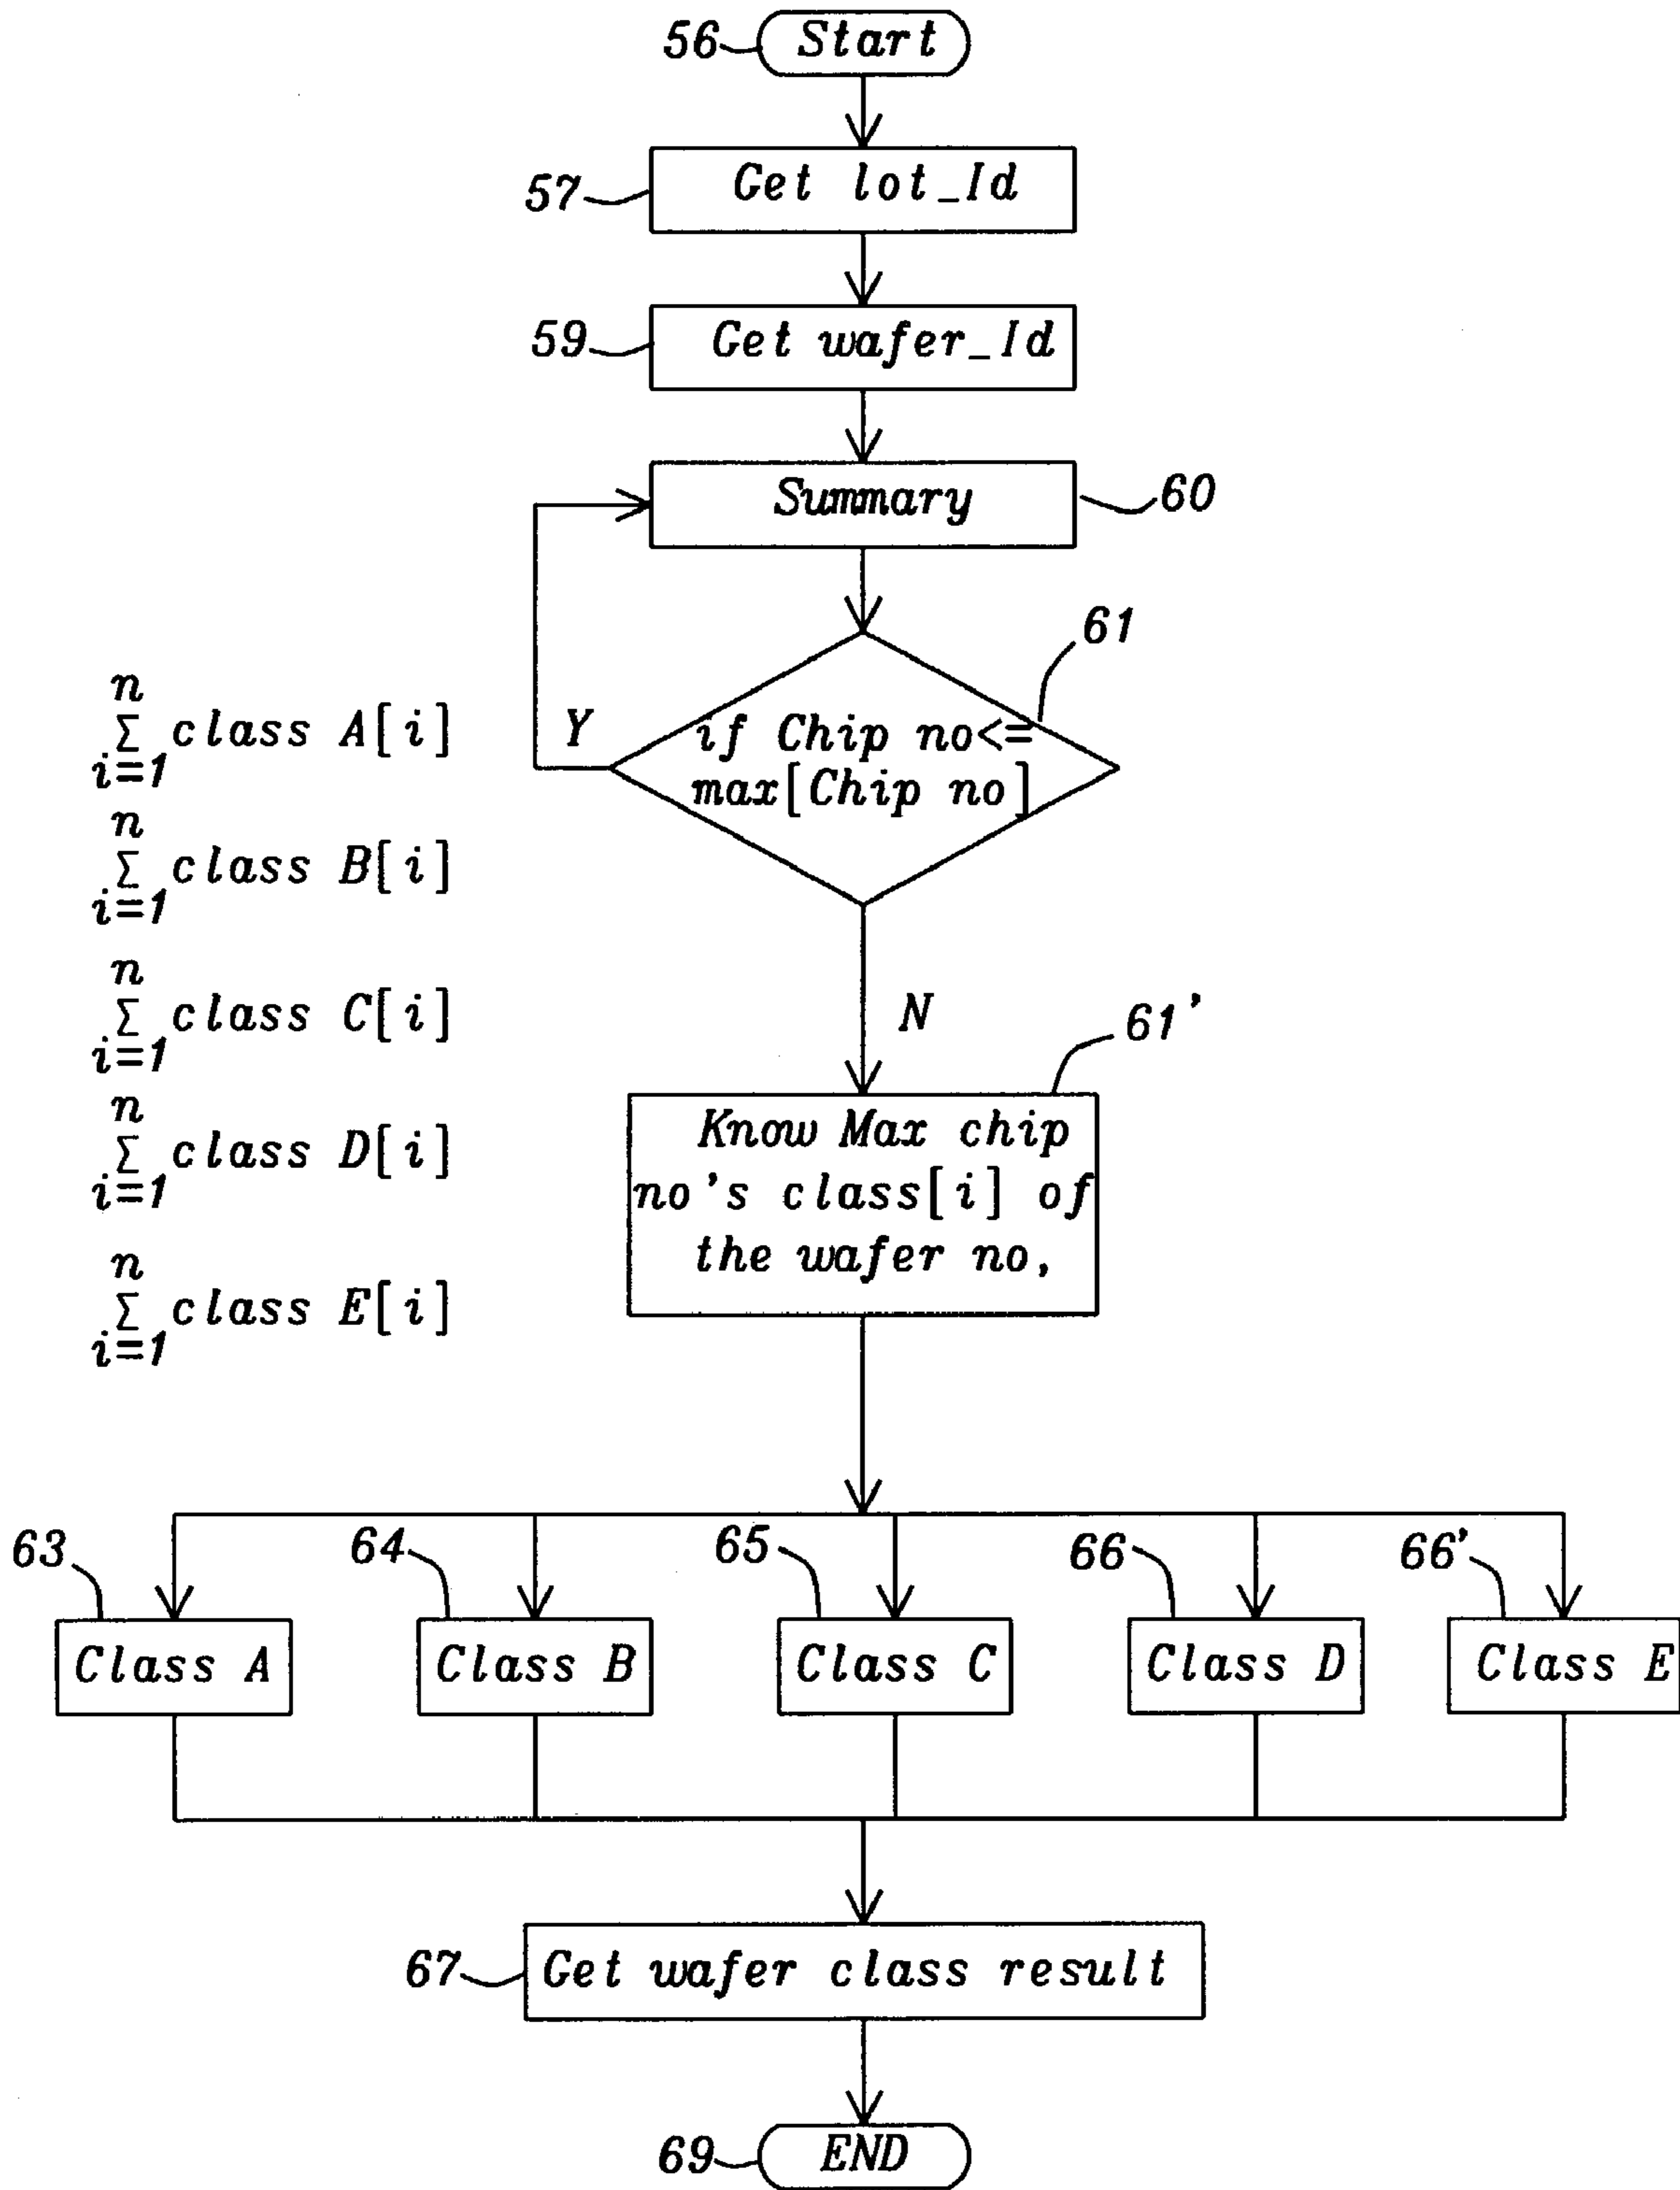 56 Start
57 Get lot_Id
59 Get wafer_Id
Summary 60
61
if Chip no<=
max[Chip no]
Y
N
n
Σ class A[i]
i=1
n
Σ class B[i]
i=1
n
Σ class C[i]
i=1
n
Σ class D[i]
i=1
n
Σ class E[i]
i=1
61'
Know Max chip
no's class[i] of
the wafer no,
63 64 65 66 66'
Class A Class B Class C Class D Class E
67 Get wafer class result
69 END